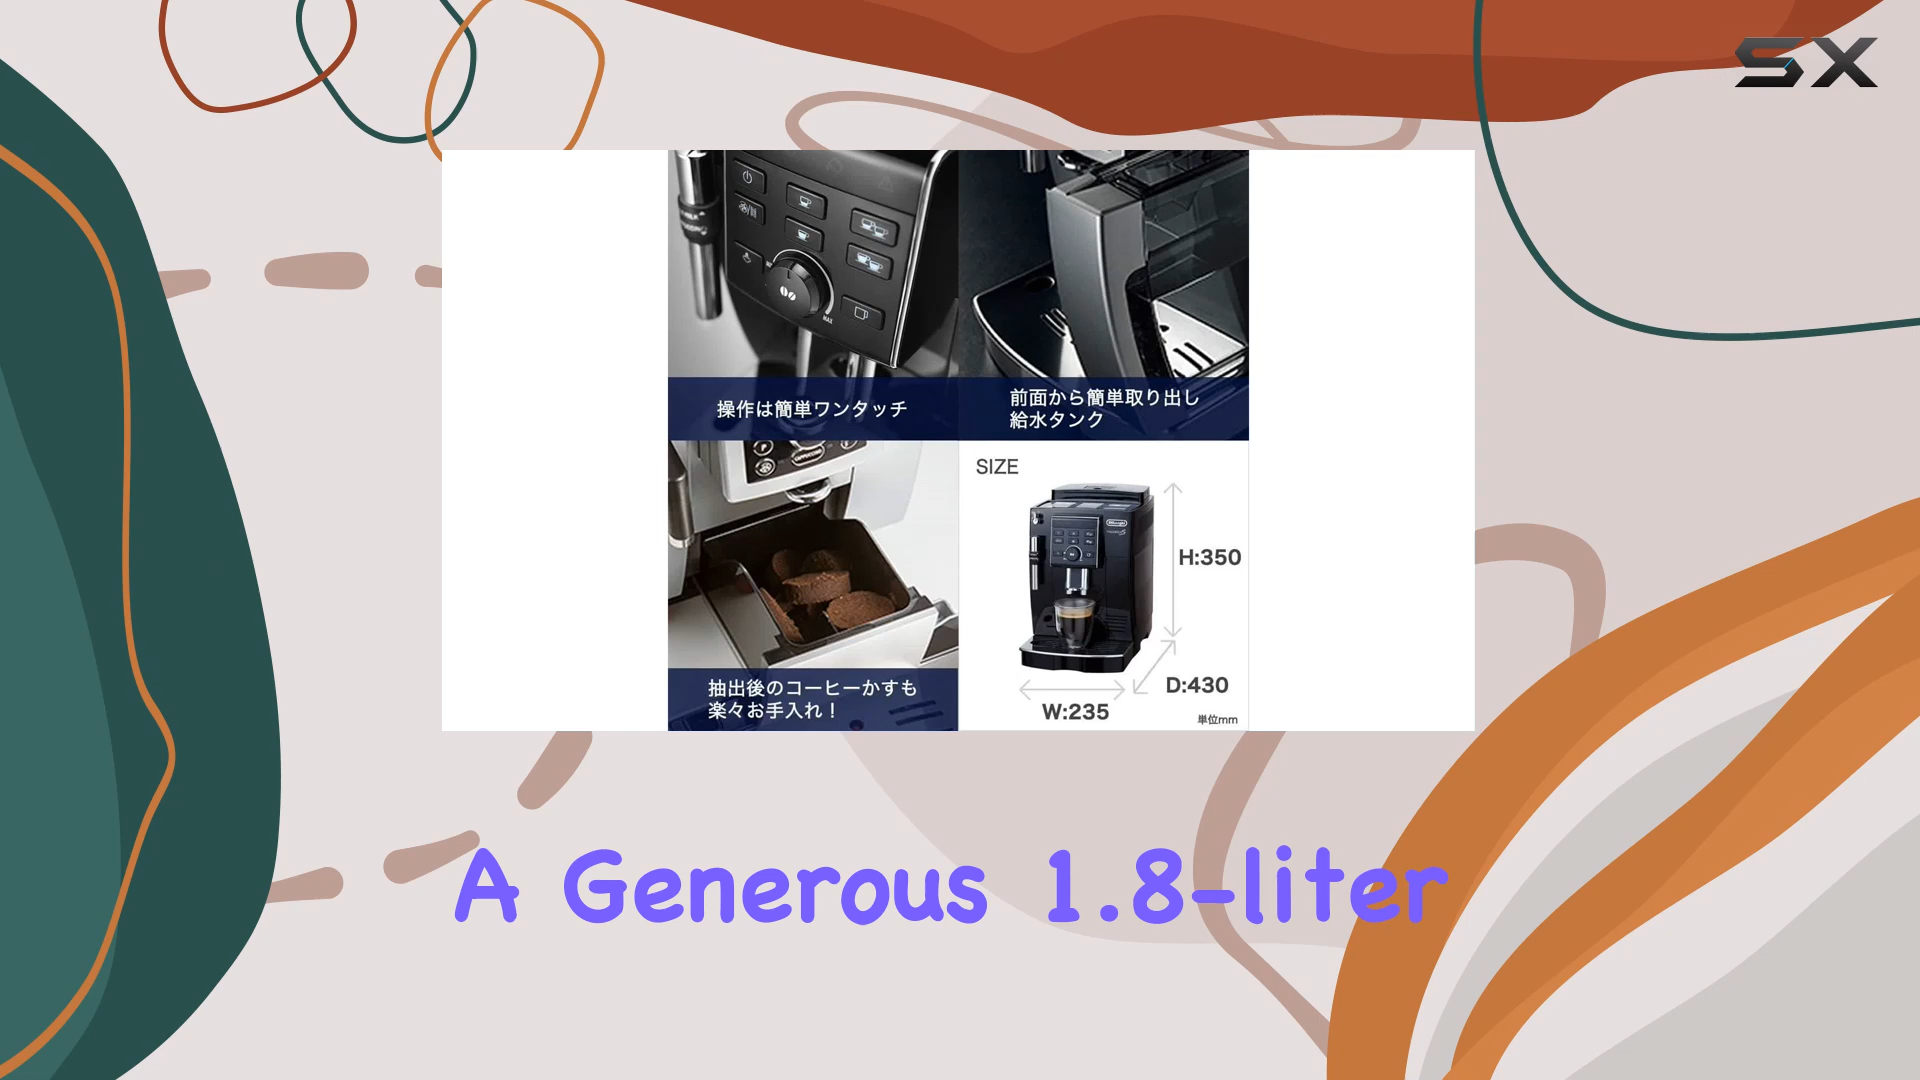 SX
MAX
操作は簡単ワンタッチ
前面から簡単取り出し
給水タンク
抽出後のコーヒーかすも
楽々お手入れ!
SIZE
DeLonghi
H:350
D:430
W:235
単位mm
A Generous 1.8-liter